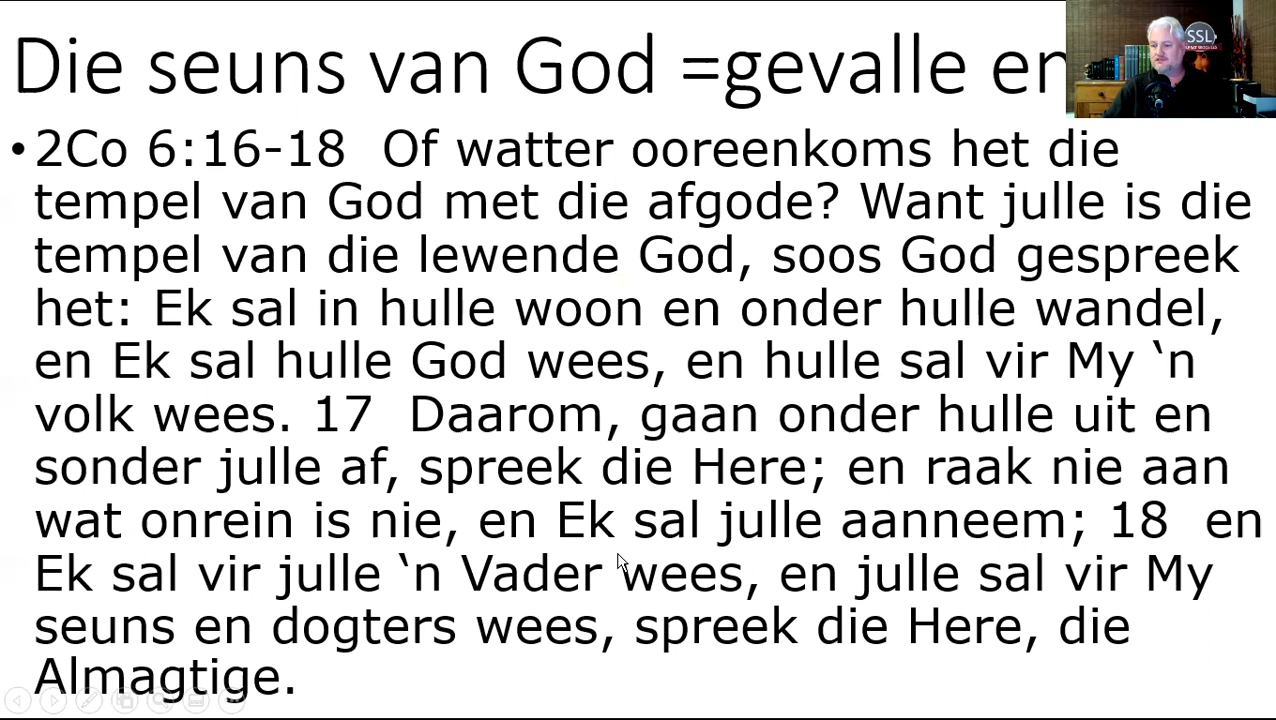 Die seuns van God =gevalle en
SSL
• 2Co 6:16-18 Of watter ooreenkoms het die
tempel van God met die afgode? Want julle is die
tempel van die lewende God, soos God gespreek
het: Ek sal in hulle woon en onder hulle wandel,
en Ek sal hulle God wees, en hulle sal vir My ‘n
volk wees. 17 Daarom, gaan onder hulle uit en
sonder julle af, spreek die Here; en raak nie aan
wat onrein is nie, en Ek sal julle aanneem; 18 en
Ek sal vir julle ‘n Vader wees, en julle sal vir My
seuns en dogters wees, spreek die Here, die
Almagtige.